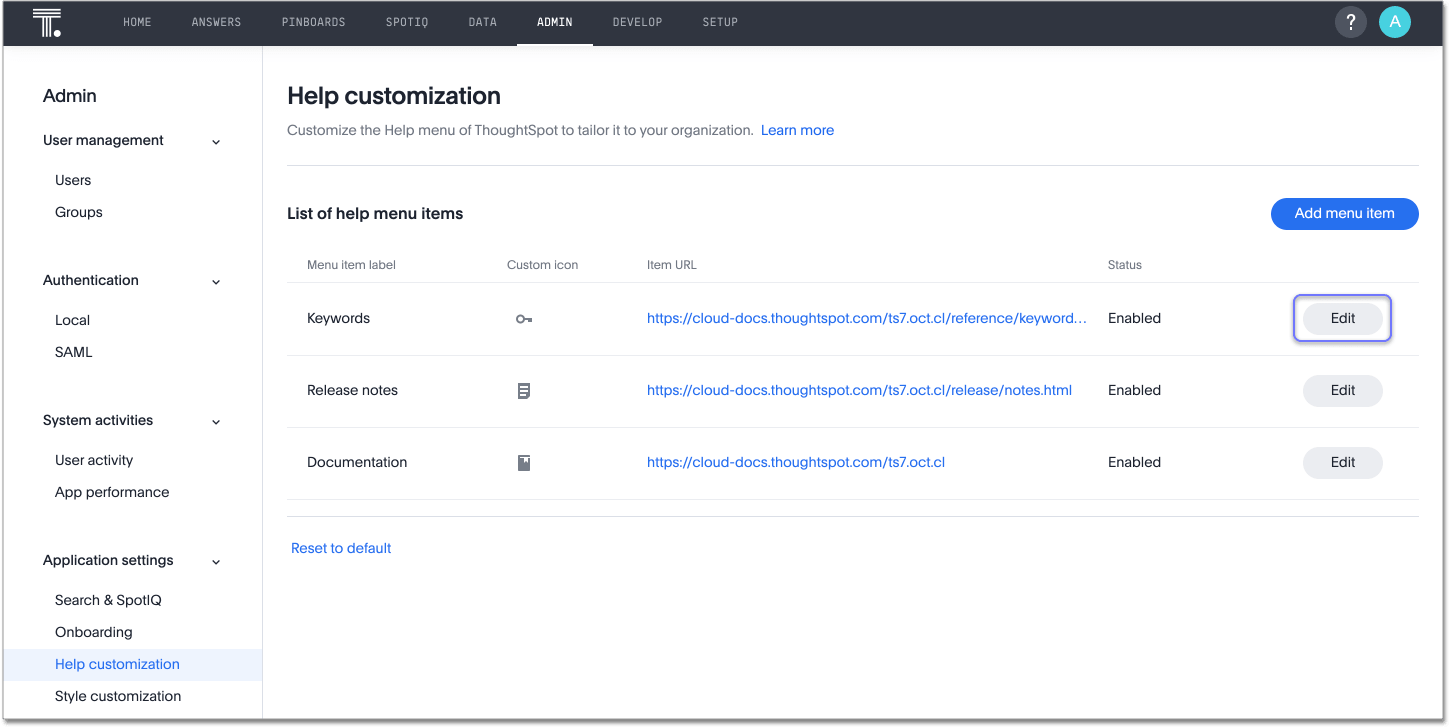 T. HOME ANSWERS PINBOARDS SPOTIQ DATA ADMIN DEVELOP SETUP ? A
Admin
User management
Users
Groups
Authentication
Local
SAML
System activities
User activity
App performance
Application settings
Search & SpotIQ
Onboarding
Help customization
Style customization
Help customization
Customize the Help menu of ThoughtSpot to tailor it to your organization. Learn more
List of help menu items
Add menu item
Menu item label Custom icon Item URL Status
Keywords https://cloud-docs.thoughtspot.com/ts7.oct.cl/reference/keyword... Enabled Edit
Release notes https://cloud-docs.thoughtspot.com/ts7.oct.cl/release/notes.html Enabled Edit
Documentation https://cloud-docs.thoughtspot.com/ts7.oct.cl Enabled Edit
Reset to default